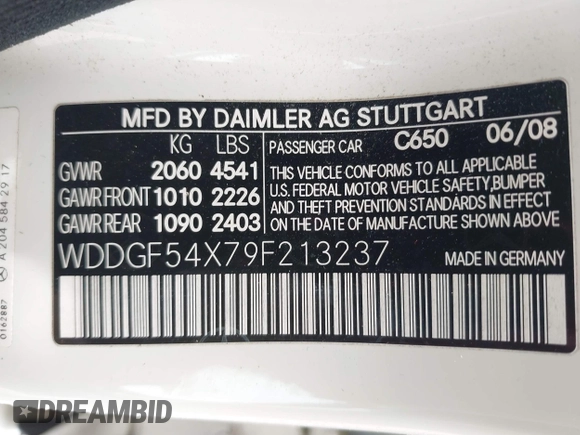 MFD BY DAIMLER AG STUTTGART
KG LBS
GVWR 2060 4541
GAWR FRONT 1010 2226
GAWR REAR 1090 2403
PASSENGER CAR C650 06/08
THIS VEHICLE CONFORMS TO ALL APPLICABLE
U.S. FEDERAL MOTOR VEHICLE SAFETY, BUMPER
AND THEFT PREVENTION STANDARDS IN EFFECT
ON THE DATE OF MANUFACTURE SHOWN ABOVE
WDDGF54X79F213237
MADE IN GERMANY
A 204 584 29 17
0162887
DREAMBID